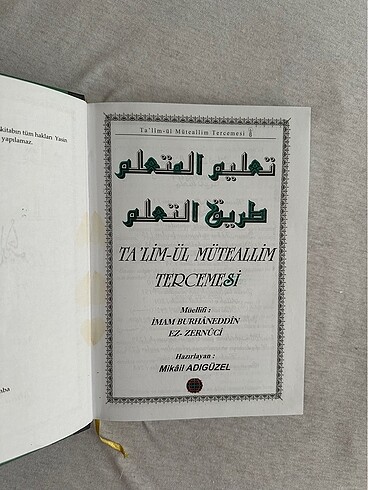 kitabın tüm hakları Yasin
yapılamaz.
Ta'lim-ül Müteallim Tercemesi
تعليم المتعلم
طريق التعلم
TA'LİM-ÜL MÜTEALLİM
TERCEMESİ
Müellifi :
İMAM BURHÂNEDDİN
EZ- ZERNÛCİ
Hazırlayan :
Mikâil ADIGÜZEL